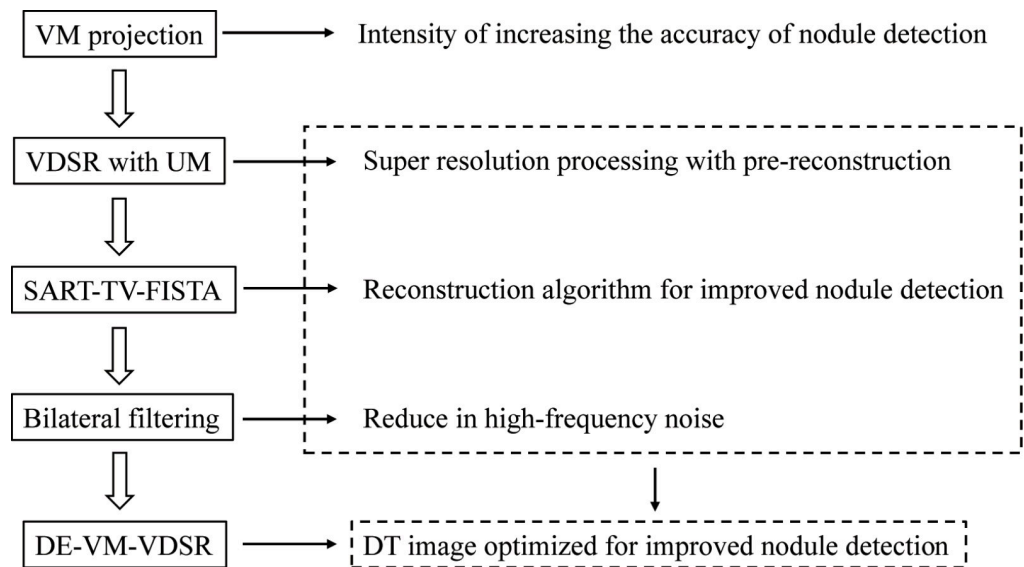 VM projection
Intensity of increasing the accuracy of nodule detection
VDSR with UM
Super resolution processing with pre-reconstruction
SART-TV-FISTA
Reconstruction algorithm for improved nodule detection
Bilateral filtering
Reduce in high-frequency noise
DE-VM-VDSR
DT image optimized for improved nodule detection